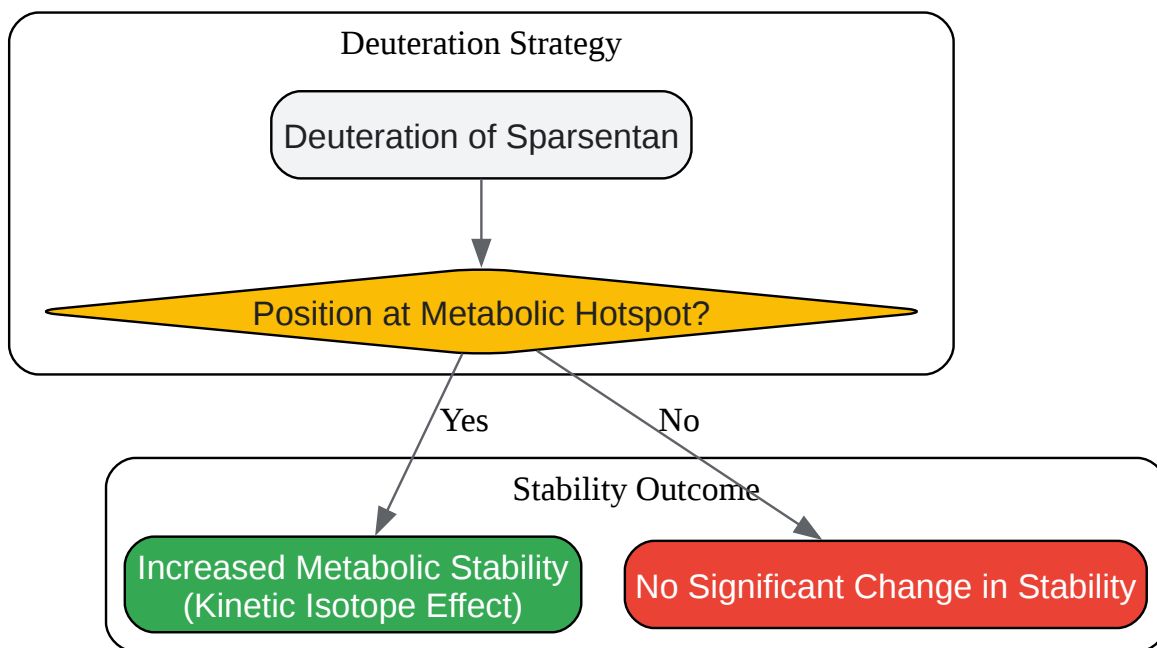 Deuteration Strategy
Deuteration of Sparsentan
Position at Metabolic Hotspot?
Yes
No
Stability Outcome
Increased Metabolic Stability
(Kinetic Isotope Effect)
No Significant Change in Stability